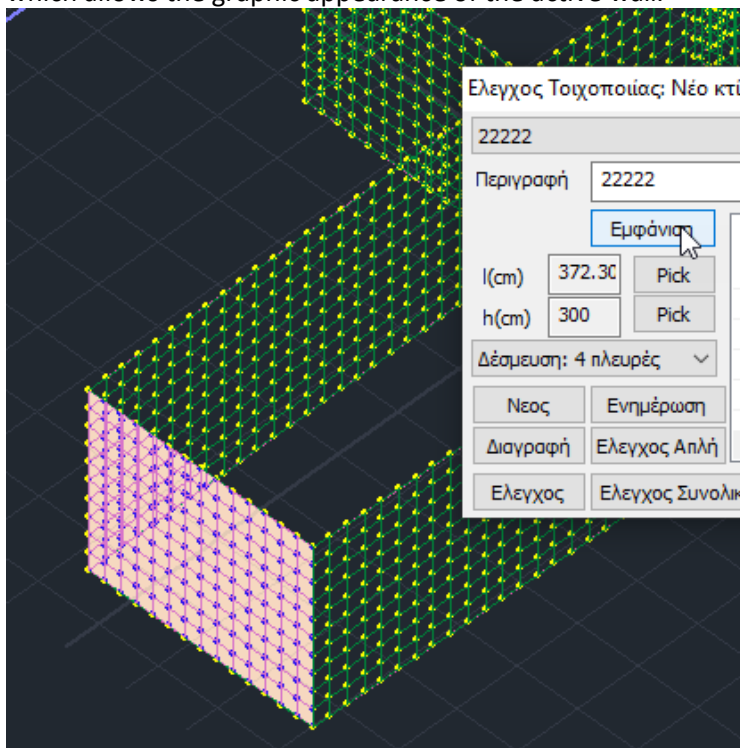 which allows the graphic appearance of the active wall.
Ελεγχος Τοιχοποιίας: Νέο κτί
22222
Περιγραφή 22222
Εμφάνιση
l(cm) 372.30 Pick
h(cm) 300 Pick
Δέσμευση: 4 πλευρές
Νεος Ενημέρωση
Διαγραφή Ελεγχος Απλή
Ελεγχος Ελεγχος Συνολικ